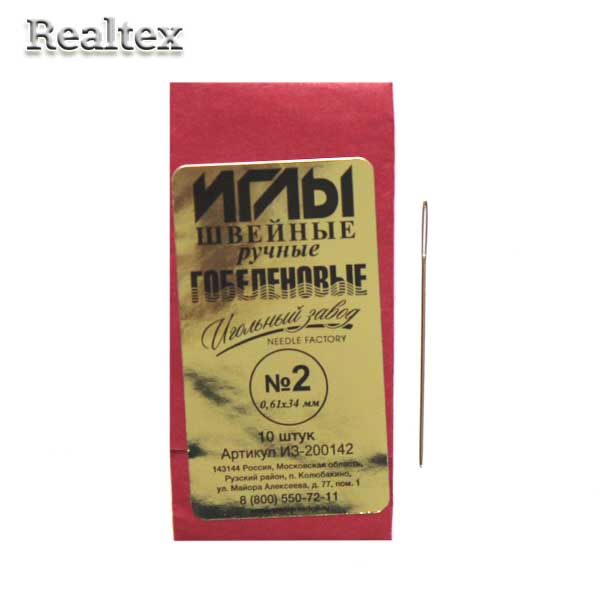 Realtex
ИГЛЫ
ШВЕЙНЫЕ
ручные
ГОБЕЛЕНОВЫЕ
Игольный завод
NEEDLE FACTORY
№2
0,61х34 мм
10 штук
Артикул ИЗ-200142
143144 Россия, Московская область,
Рузский район, п. Колюбакино,
ул. Майора Алексеева, д. 77, пом. 1
8 (800) 550-72-11